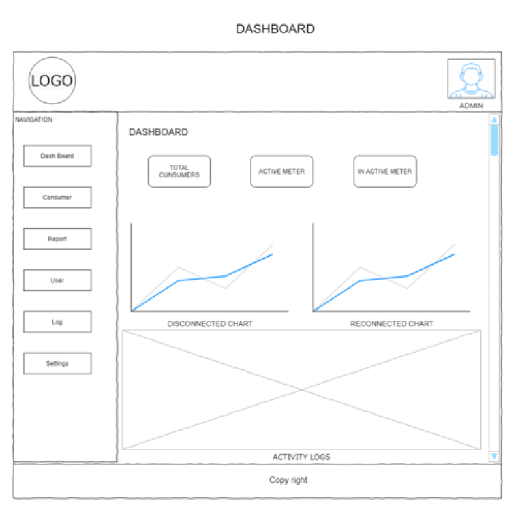 DASHBOARD
LOGO
ADMIN
NAVIGATION
DASHBOARD
Dash Board
TOTAL
CUNSUMERS
ACTIVE METER
IN ACTIVE METER
Consumer
Report
User
Log
Settings
DISCONNECTED CHART
RECONNECTED CHART
ACTIVITY LOGS
Copy right